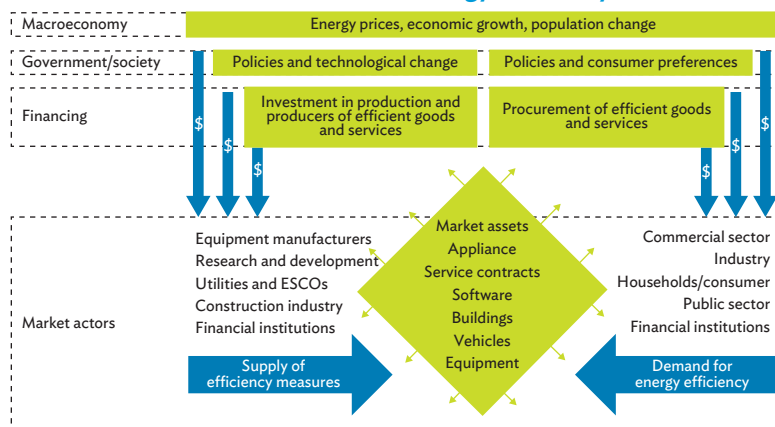 Macroeconomy
Energy prices, economic growth, population change
Government/society
Policies and technological change
Policies and consumer preferences
Financing
Investment in production and
producers of efficient goods
and services
Procurement of efficient goods
and services
$
$
$
$
$
$
Market actors
Equipment manufacturers
Research and development
Utilities and ESCOs
Construction industry
Financial institutions
Supply of
efficiency measures
Market assets
Appliance
Service contracts
Software
Buildings
Vehicles
Equipment
Commercial sector
Industry
Households/consumer
Public sector
Financial institutions
Demand for
energy efficiency